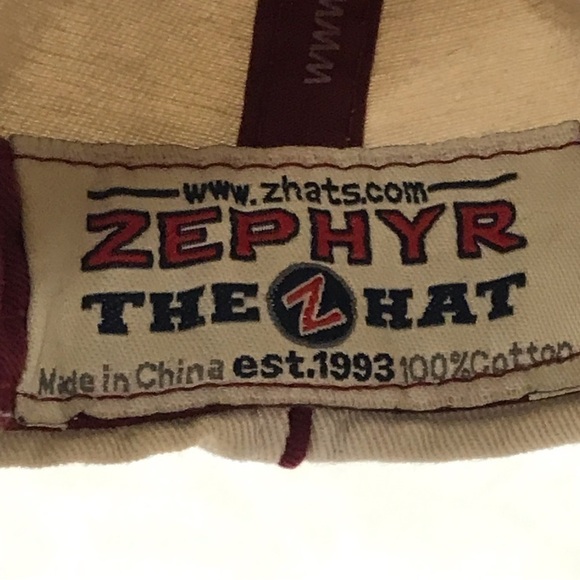 www.zhats.com
ZEPHYR
THE Z HAT
Made in China est.1993 100%Cotton